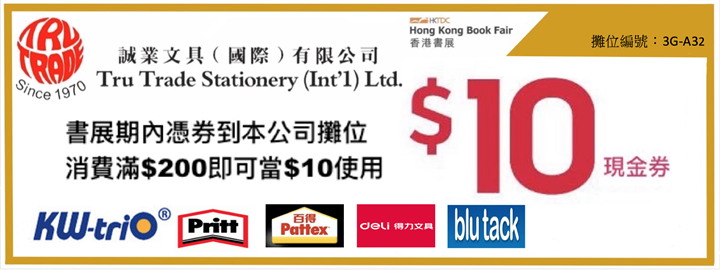 TRU
TRADE
Since 1970
誠業文具(國際)有限公司
Tru Trade Stationery (Int'l) Ltd.
HKTDC
Hong Kong Book Fair
香港書展
攤位編號：3G-A32
書展期內憑券到本公司攤位
消費滿$200即可當$10使用
$10
現金券
KW-triO®
Pritt
百得
Pattex
deli 得力文具
blu tack